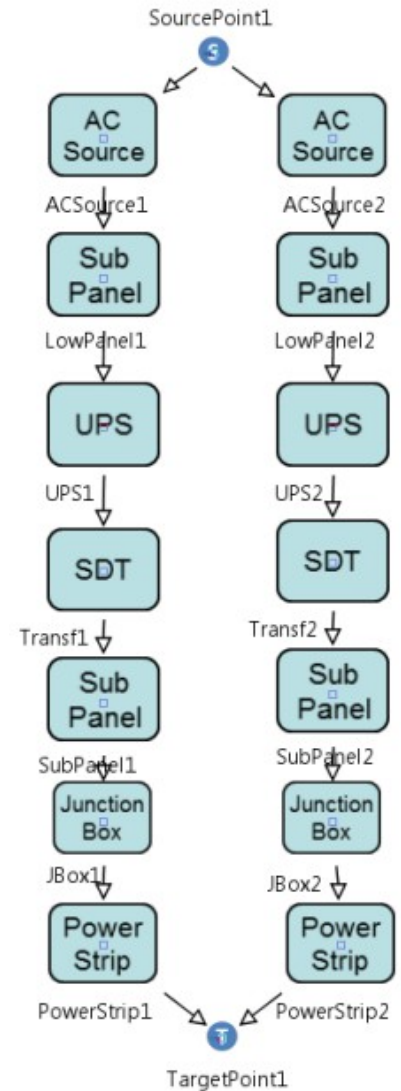 SourcePoint1
S
AC
Source
AC
Source
ACSource1
ACSource2
Sub
Panel
Sub
Panel
LowPanel1
LowPanel2
UPS
UPS
UPS1
UPS2
SDT
SDT
Transf1
Transf2
Sub
Panel
Sub
Panel
SubPanel1
SubPanel2
Junction
Box
Junction
Box
JBox1
JBox2
Power
Strip
Power
Strip
PowerStrip1
PowerStrip2
T
TargetPoint1